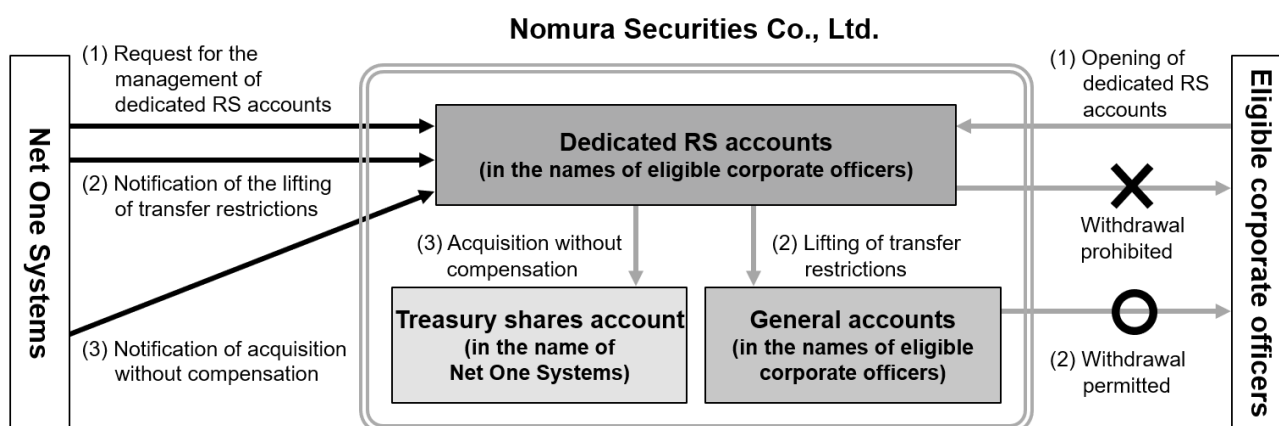 Nomura Securities Co., Ltd.
Net One Systems
(1) Request for the
management of
dedicated RS accounts
(2) Notification of the lifting
of transfer restrictions
(3) Notification of acquisition
without compensation
Dedicated RS accounts
(in the names of eligible corporate officers)
(3) Acquisition without
compensation
(2) Lifting of transfer
restrictions
Treasury shares account
(in the name of
Net One Systems)
General accounts
(in the names of eligible
corporate officers)
(1) Opening of
dedicated RS
accounts
Withdrawal
prohibited
(2) Withdrawal
permitted
Eligible corporate officers